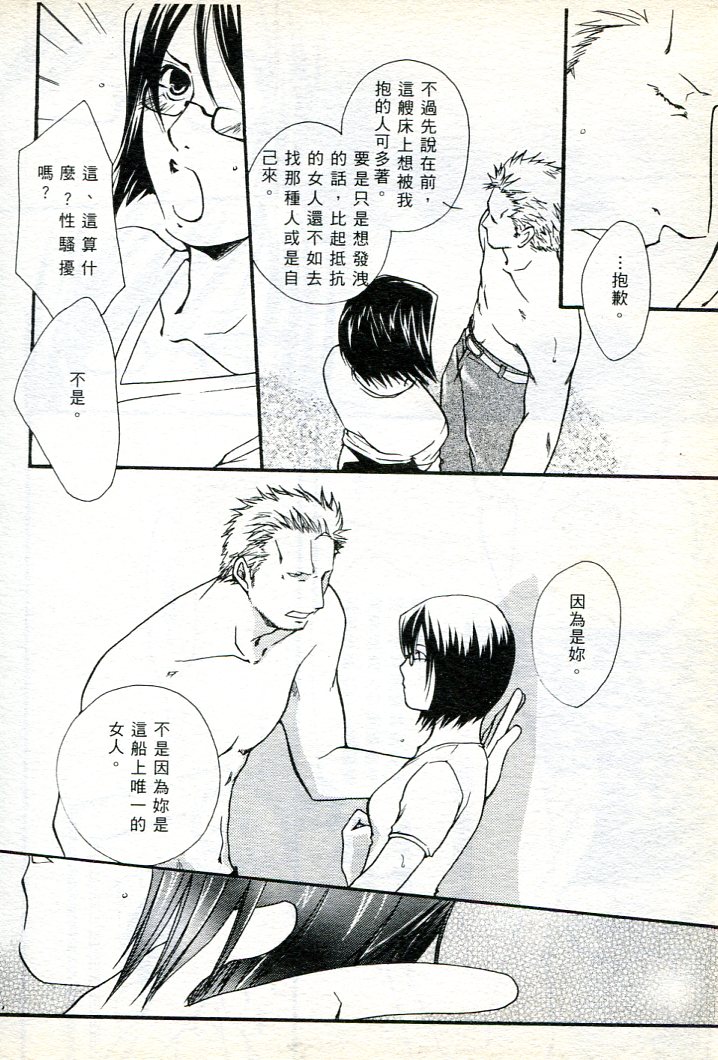 …抱歉。
不過先說在前，
這艘床上想被我
抱的人可多著。
要是只是想發洩
的話，比起抵抗
的女人還不如去
找那種人或是自
己來。
這、這算什
麼？性騷擾
嗎？
不是。
因為是妳。
不是因為妳是
這船上唯一的
女人。